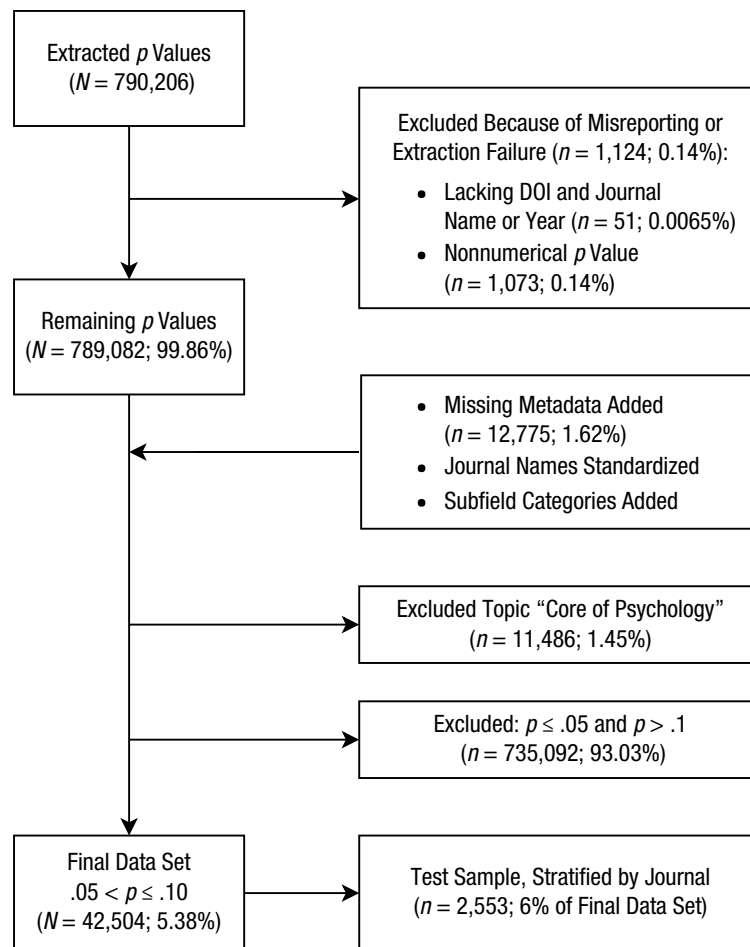 Extracted p Values
(N = 790,206)
Excluded Because of Misreporting or
Extraction Failure (n = 1,124; 0.14%):
• Lacking DOI and Journal
Name or Year (n = 51; 0.0065%)
• Nonnumerical p Value
(n = 1,073; 0.14%)
Remaining p Values
(N = 789,082; 99.86%)
• Missing Metadata Added
(n = 12,775; 1.62%)
• Journal Names Standardized
• Subfield Categories Added
Excluded Topic “Core of Psychology”
(n = 11,486; 1.45%)
Excluded: p ≤ .05 and p > .1
(n = 735,092; 93.03%)
Final Data Set
.05 < p ≤ .10
(N = 42,504; 5.38%)
Test Sample, Stratified by Journal
(n = 2,553; 6% of Final Data Set)